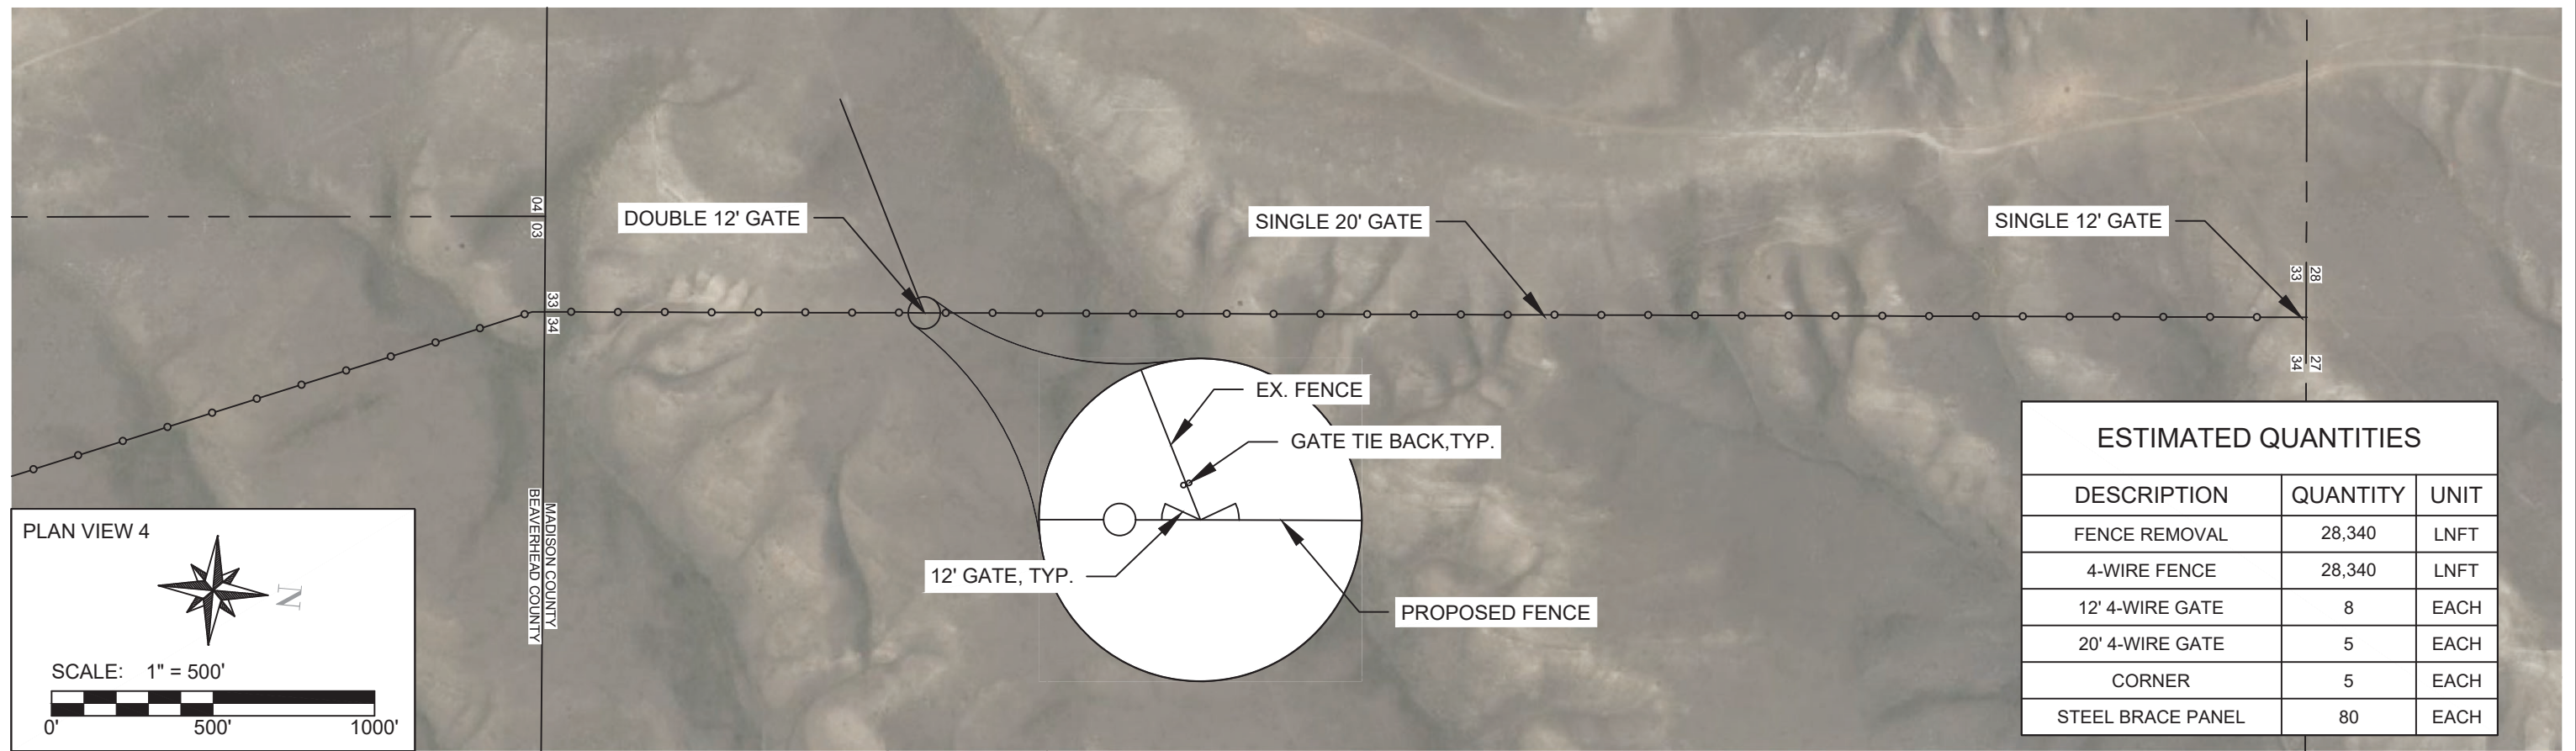 04
03
DOUBLE 12' GATE
SINGLE 20' GATE
SINGLE 12' GATE
33
34
33
28
34
27
EX. FENCE
GATE TIE BACK,TYP.
12' GATE, TYP.
PROPOSED FENCE
MADISON COUNTY
BEAVERHEAD COUNTY
PLAN VIEW 4
N
SCALE: 1" = 500'
0' 500' 1000'
ESTIMATED QUANTITIES
DESCRIPTION QUANTITY UNIT
FENCE REMOVAL 28,340 LNFT
4-WIRE FENCE 28,340 LNFT
12' 4-WIRE GATE 8 EACH
20' 4-WIRE GATE 5 EACH
CORNER 5 EACH
STEEL BRACE PANEL 80 EACH